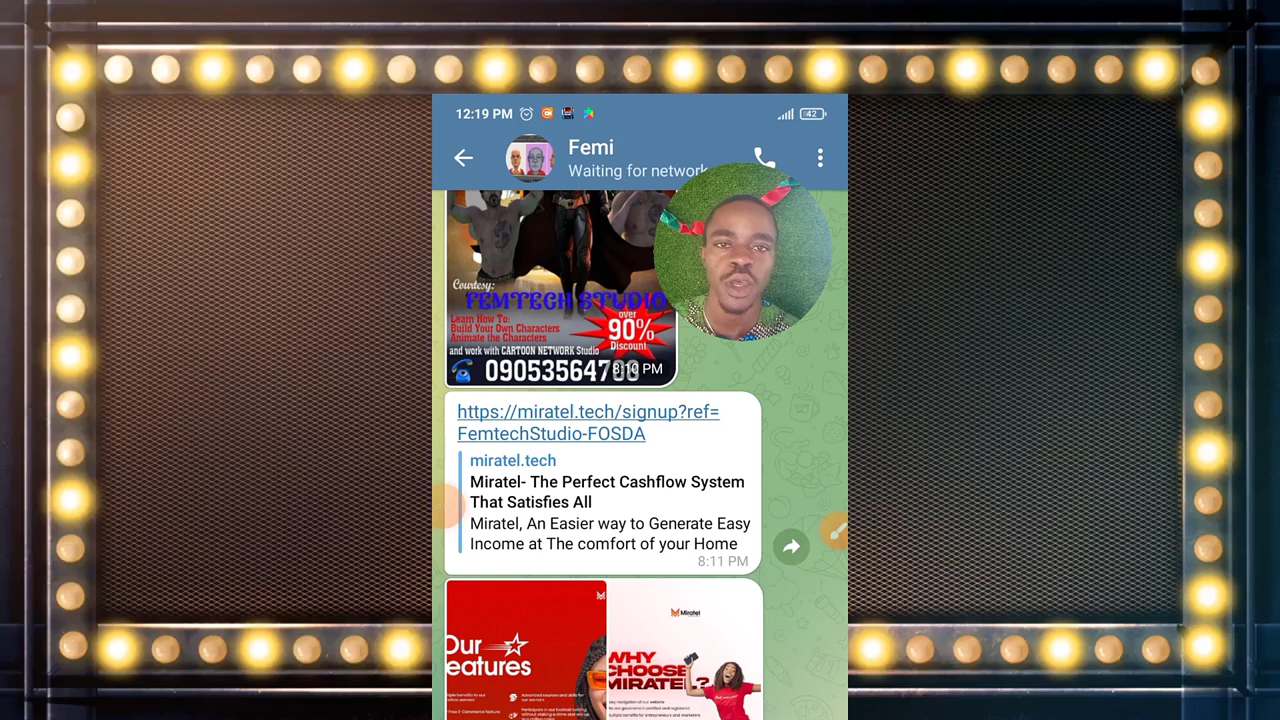 12:19 PM
42
Femi
Waiting for network
Courtesy:
FEMTECH STUDIO
Learn How To:
Build Your Own Characters
Animate the Characters
and work with CARTOON NETWORK Studio
over
90%
Discount
8:10 PM
https://miratel.tech/signup?ref=
FemtechStudio-FOSDA
miratel.tech
Miratel- The Perfect Cashflow System
That Satisfies All
Miratel, An Easier way to Generate Easy
Income at The comfort of your Home
8:11 PM
Our
eatures
Miratel
WHY
CHOOSE
MIRATEL?